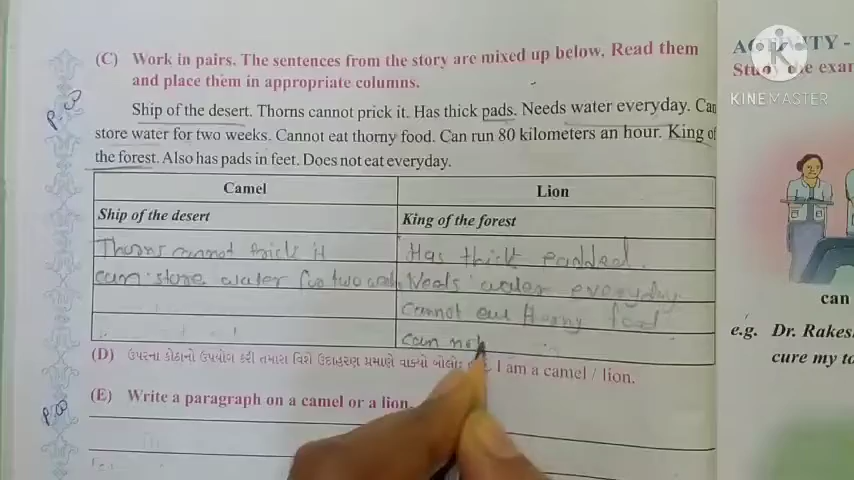 (C) Work in pairs. The sentences from the story are mixed up below. Read them
and place them in appropriate columns.
Ship of the desert. Thorns cannot prick it. Has thick pads. Needs water everyday. Can
store water for two weeks. Cannot eat thorny food. Can run 80 kilometers an hour. King of
the forest. Also has pads in feet. Does not eat everyday.
Camel Lion
Ship of the desert King of the forest
Thorns cannot prick it Has thick padded.
can store water for two Needs water everyday
cannot eat food
can not
(D) ઉપરના કોઠાનો ઉપયોગ કરી તમારા વિશે ઉદાહરણ પ્રમાણે વાક્યો બોલો: I am a camel / lion.
(E) Write a paragraph on a camel or a lion.
ACTIVITY -
Study the exam
KINEMASTER
can
e.g. Dr. Rakes
cure my to